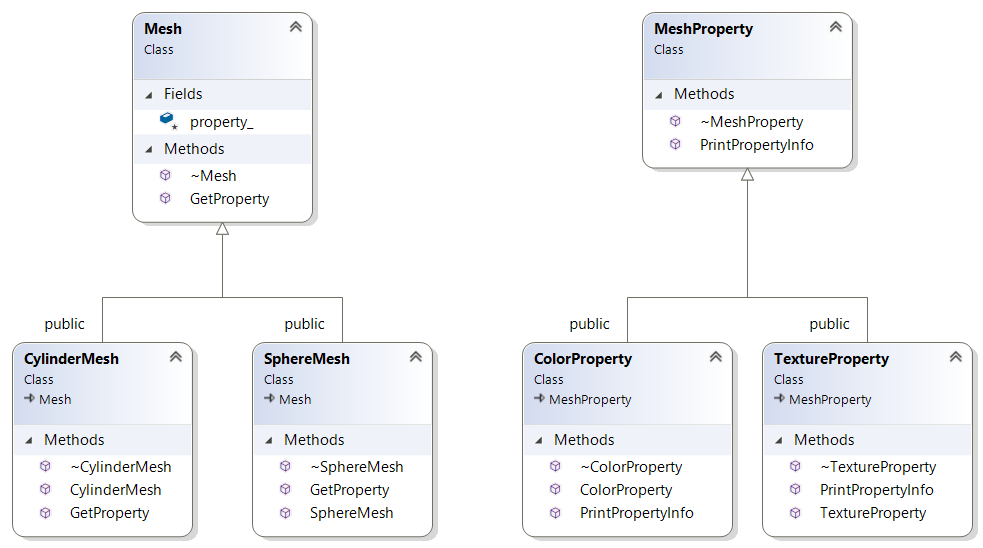 Mesh
Class
Fields
property_
Methods
~Mesh
GetProperty
MeshProperty
Class
Methods
~MeshProperty
PrintPropertyInfo
public
public
public
public
CylinderMesh
Class
Mesh
Methods
~CylinderMesh
CylinderMesh
GetProperty
SphereMesh
Class
Mesh
Methods
~SphereMesh
GetProperty
SphereMesh
ColorProperty
Class
MeshProperty
Methods
~ColorProperty
ColorProperty
PrintPropertyInfo
TextureProperty
Class
MeshProperty
Methods
~TextureProperty
PrintPropertyInfo
TextureProperty